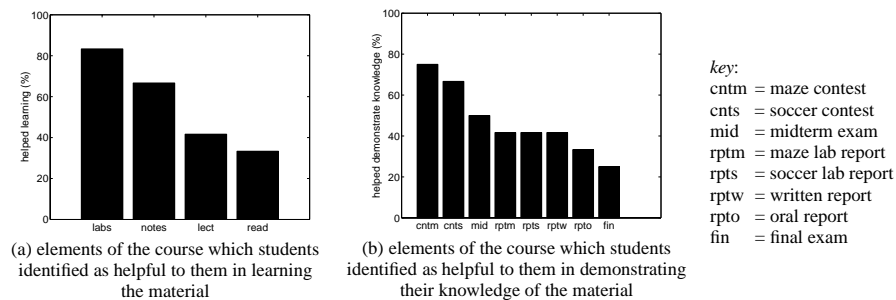 100
80
60
40
20
0
helped learning (%)
labs notes lect read
(a) elements of the course which students
identified as helpful to them in learning
the material
100
80
60
40
20
0
helped demonstrate knowledge (%)
cntm cnts mid rptm rpts rptw rpto fin
(b) elements of the course which students
identified as helpful to them in demonstrating
their knowledge of the material
key:
cntm = maze contest
cnts = soccer contest
mid = midterm exam
rptm = maze lab report
rpts = soccer lab report
rptw = written report
rpto = oral report
fin = final exam